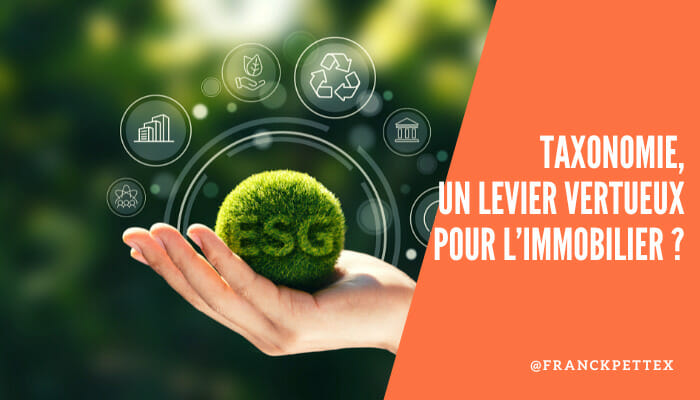 ESG
TAXONOMIE,
UN LEVIER VERTUEUX
POUR L’IMMOBILIER ?
@FRANCKPETTEX